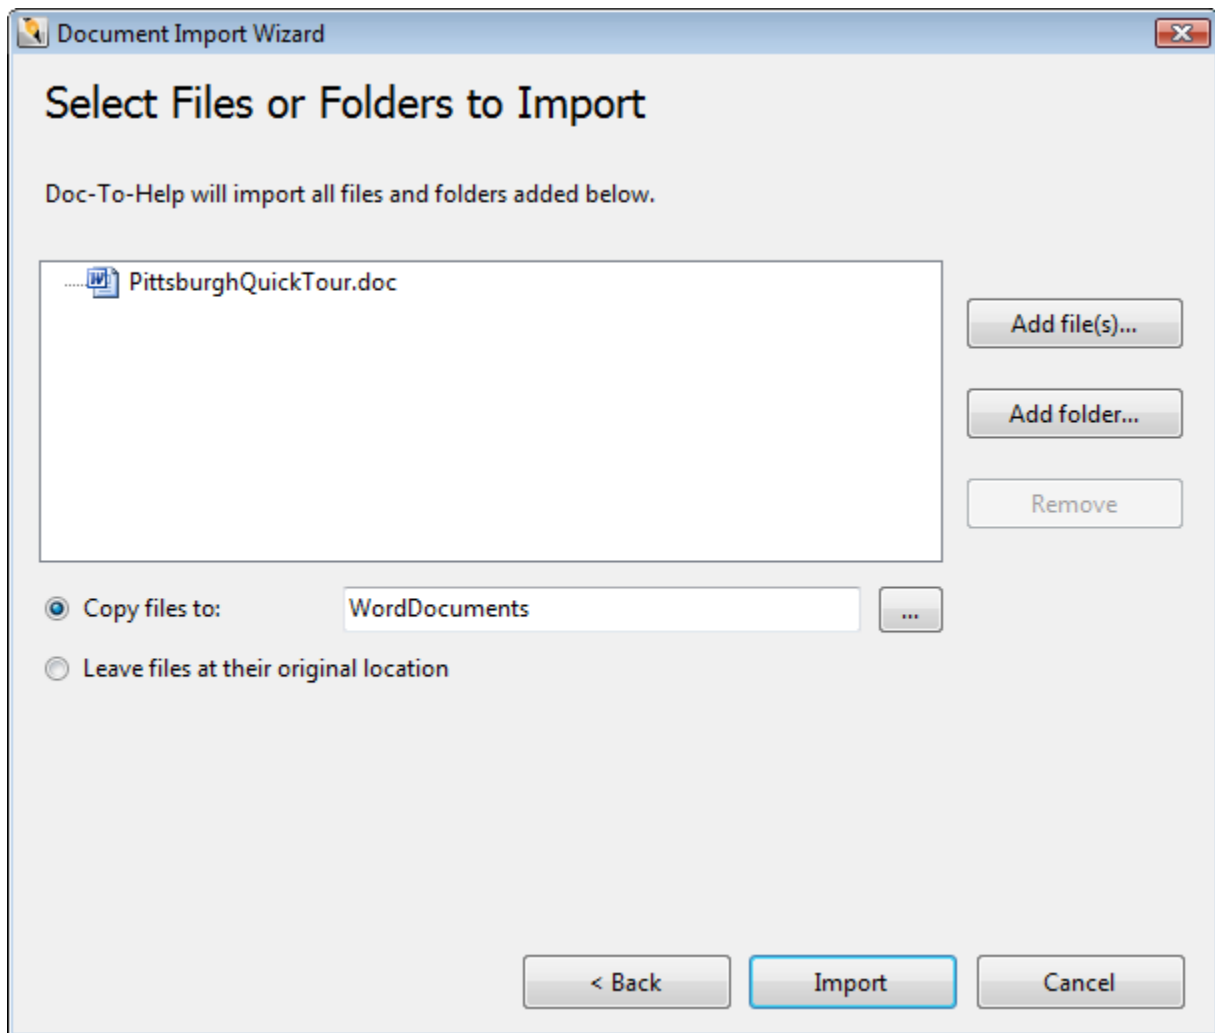 Document Import Wizard
Select Files or Folders to Import
Doc-To-Help will import all files and folders added below.
PittsburghQuickTour.doc
Add file(s)...
Add folder...
Remove
Copy files to: WordDocuments ...
Leave files at their original location
< Back Import Cancel